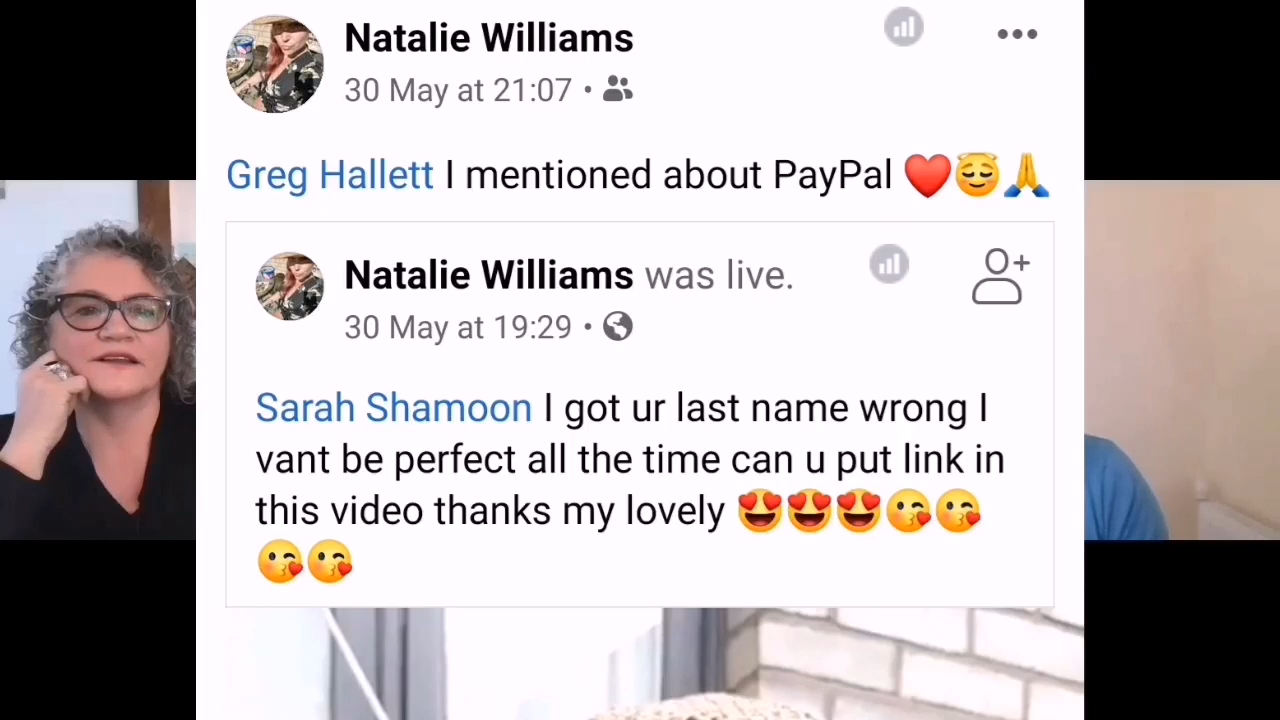 Natalie Williams
30 May at 21:07 •
Greg Hallett I mentioned about PayPal ❤️😇🙏
Natalie Williams was live.
30 May at 19:29 •
Sarah Shamoon I got ur last name wrong I
vant be perfect all the time can u put link in
this video thanks my lovely 😍😍😍😘😘
😘😘